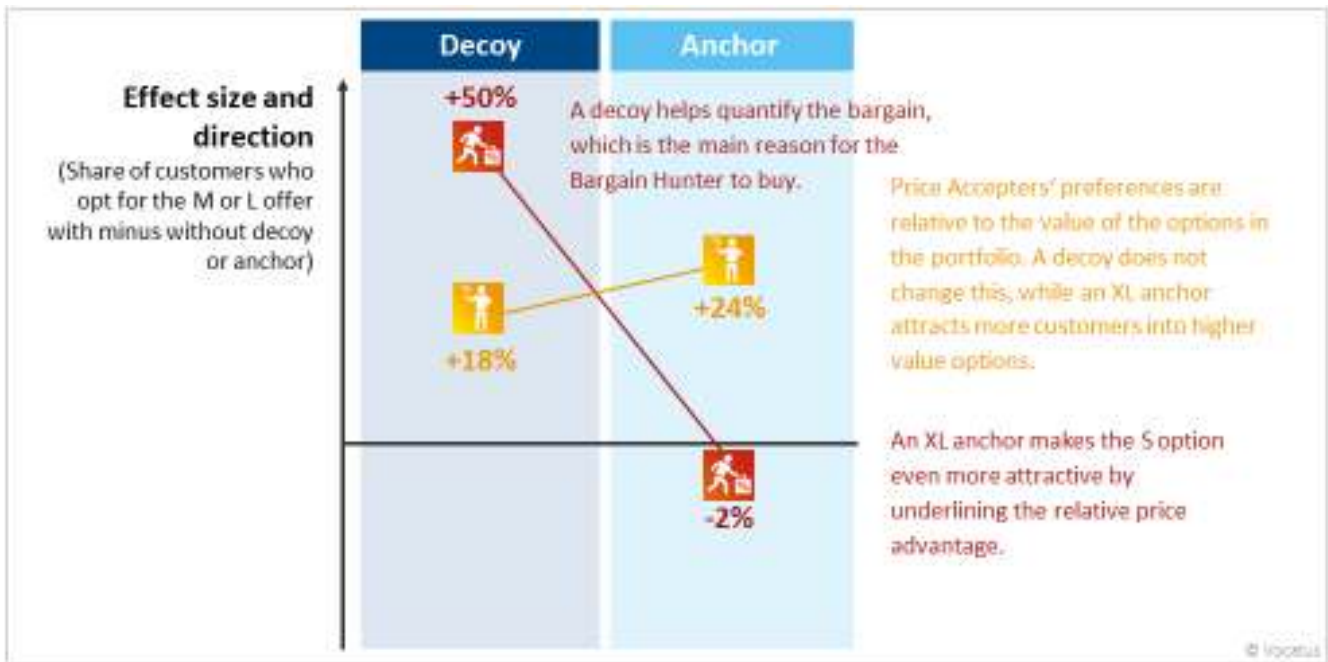 Decoy
Anchor
Effect size and
direction
(Share of customers who
opt for the M or L offer
with minus without decoy
or anchor)
+50%
A decoy helps quantify the bargain,
which is the main reason for the
Bargain Hunter to buy.
+18%
+24%
Price Accepters' preferences are
relative to the value of the options in
the portfolio. A decoy does not
change this, while an XL anchor
attracts more customers into higher
value options.
-2%
An XL anchor makes the S option
even more attractive by
underlining the relative price
advantage.
© Vocatus